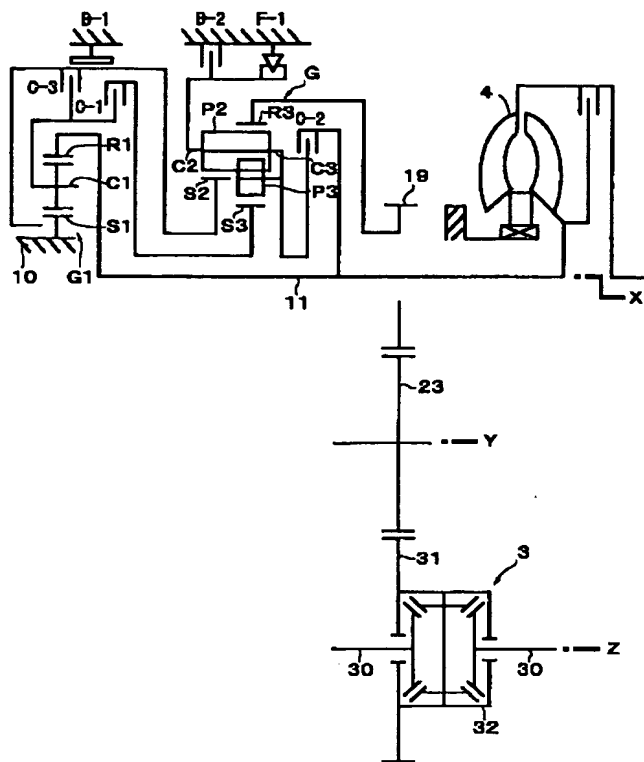 B-1 B-2 F-1
G
4
C-3
C-1
P2
R3 C-2
R1
C2 C3
19
C1
S2 P3
S1 S3
10 G1
11
X
23
Y
31
3
Z
30 30
32